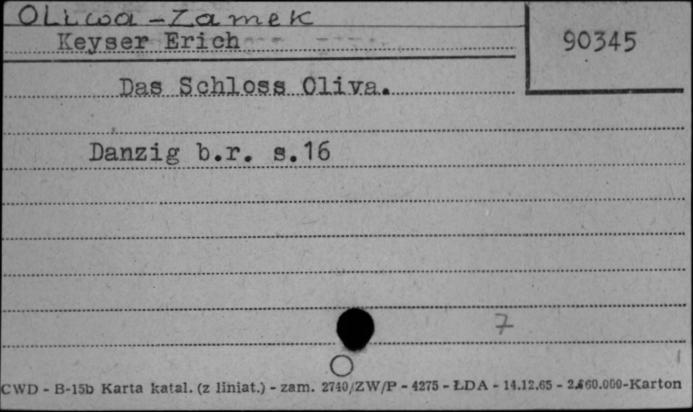 Oliwa - Zamek
Keyser Erich
90345
Das Schloss Oliva.
Danzig b.r. s.16
7
CWD - B-15b Karta katal. (z liniat.) - zam. 2740/ZW/P - 4275 - ŁDA - 14.12.65 - 2.460.000-Karton